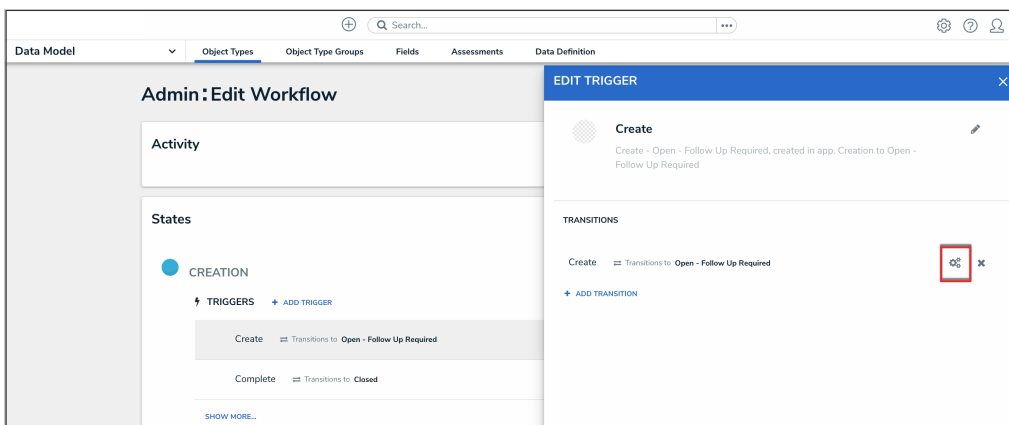 Search...
Data Model
Object Types
Object Type Groups
Fields
Assessments
Data Definition
Admin:Edit Workflow
Activity
States
CREATION
TRIGGERS
+ ADD TRIGGER
Create Transitions to Open - Follow Up Required
Complete Transitions to Closed
SHOW MORE...
EDIT TRIGGER
Create
Create - Open - Follow Up Required, created in app. Creation to Open -
Follow Up Required
TRANSITIONS
Create Transitions to Open - Follow Up Required
+ ADD TRANSITION